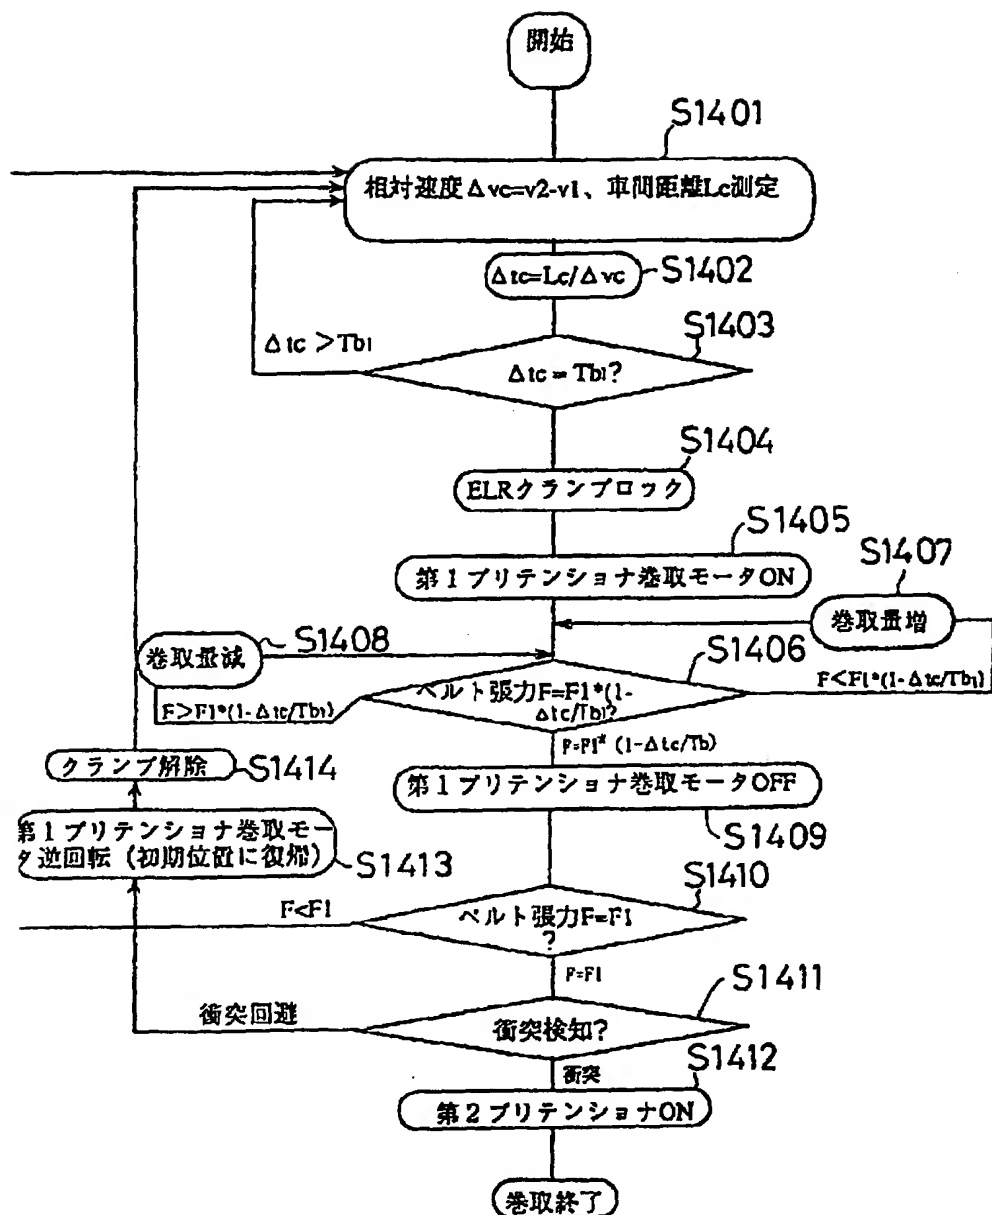 開始
S1401
相対速度Δvc=v2-v1、車間距離Lc測定
Δtc=Lc/Δvc
S1402
S1403
Δtc>Tb1
Δtc=Tb1?
S1404
ELRクランプロック
S1405
第1プリテンショナ巻取モータON
S1407
巻取量増
S1408
巻取量減
S1406
ベルト張力F=F1*(1-
Δtc/Tb1?
F<F1*(1-Δtc/Tb1)
F>F1*(1-Δtc/Tb1)
F=F1* (1-Δtc/Tb)
クランプ解除
S1414
第1プリテンショナ巻取モータOFF
S1409
第1プリテンショナ巻取モー
タ逆回転(初期位置に復帰)
S1413
S1410
F<F1
ベルト張力F=F1
?
F=F1
S1411
衝突回避
衝突検知?
S1412
衝突
第2プリテンショナON
巻取終了